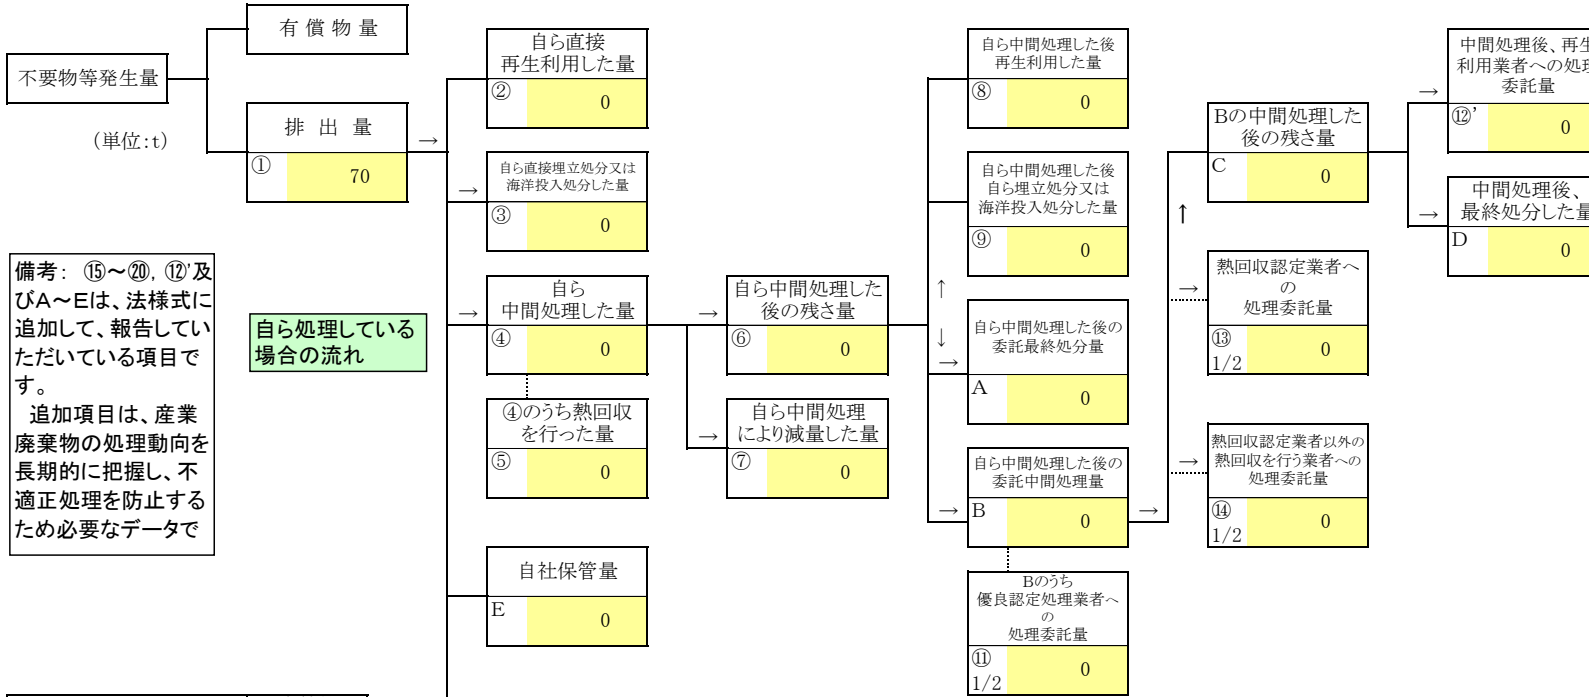 有償物量
不要物等発生量
(単位:t)
排出量
→
①
70
備考: ⑮～⑳, ⑫'及
びA～Eは、法様式に
追加して、報告してい
ただいている項目で
す。
追加項目は、産業
廃棄物の処理動向を
長期的に把握し、不
適正処理を防止する
ため必要なデータで
自ら処理している
場合の流れ
自ら直接
再生利用した量
②
0
→
自ら直接埋立処分又は
海洋投入処分した量
③
0
→
自ら
中間処理した量
④
0
④のうち熱回収
を行った量
⑤
0
自社保管量
E
0
→
自ら中間処理した
後の残さ量
⑥
0
→
自ら中間処理
により減量した量
⑦
0
自ら中間処理した後
再生利用した量
⑧
0
自ら中間処理した後
自ら埋立処分又は
海洋投入処分した量
⑨
0
↑
↓
→
自ら中間処理した後の
委託最終処分量
A
0
→
自ら中間処理した後の
委託中間処理量
B
0
→
Bのうち
優良認定処理業者へ
の
処理委託量
⑪
1/2
0
↑
Bの中間処理した
後の残さ量
C
0
→
熱回収認定業者へ
の
処理委託量
⑬
1/2
0
→
熱回収認定業者以外の
熱回収を行う業者への
処理委託量
⑭
1/2
0
→
中間処理後、再生
利用業者への処理
委託量
⑫'
0
→
中間処理後、
最終処分した量
D
0